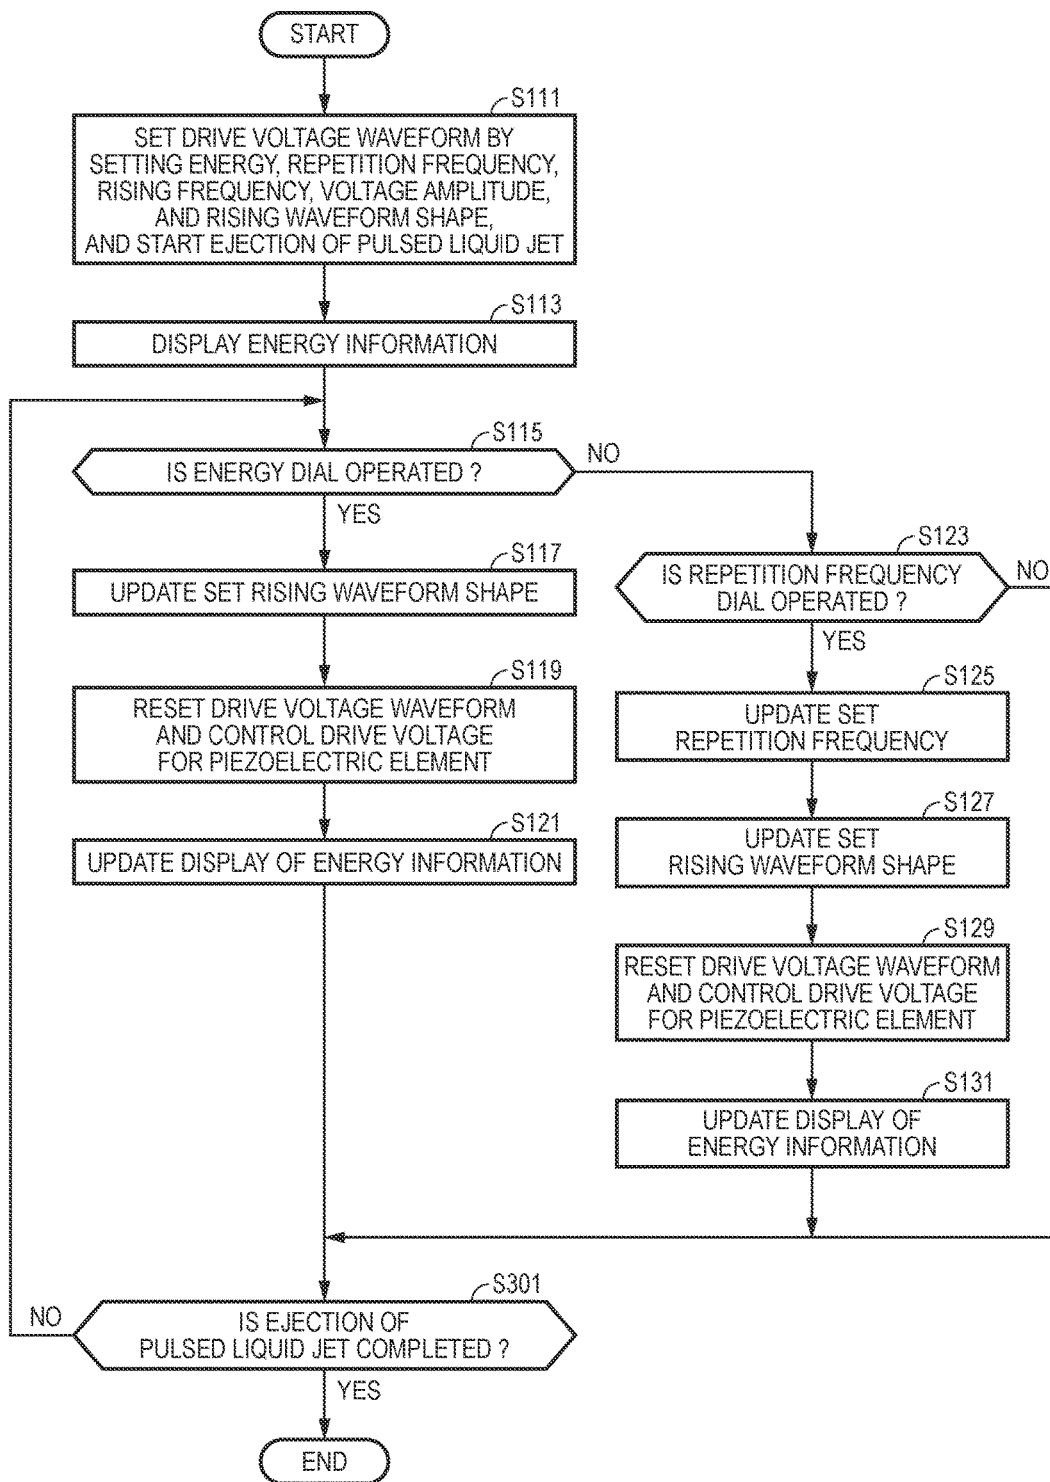 START
S111
SET DRIVE VOLTAGE WAVEFORM BY
SETTING ENERGY, REPETITION FREQUENCY,
RISING FREQUENCY, VOLTAGE AMPLITUDE,
AND RISING WAVEFORM SHAPE,
AND START EJECTION OF PULSED LIQUID JET
S113
DISPLAY ENERGY INFORMATION
S115
IS ENERGY DIAL OPERATED ?
NO
YES
S117
UPDATE SET RISING WAVEFORM SHAPE
S119
RESET DRIVE VOLTAGE WAVEFORM
AND CONTROL DRIVE VOLTAGE
FOR PIEZOELECTRIC ELEMENT
S121
UPDATE DISPLAY OF ENERGY INFORMATION
S123
IS REPETITION FREQUENCY
DIAL OPERATED ?
NO
YES
S125
UPDATE SET
REPETITION FREQUENCY
S127
UPDATE SET
RISING WAVEFORM SHAPE
S129
RESET DRIVE VOLTAGE WAVEFORM
AND CONTROL DRIVE VOLTAGE
FOR PIEZOELECTRIC ELEMENT
S131
UPDATE DISPLAY OF
ENERGY INFORMATION
S301
IS EJECTION OF
PULSED LIQUID JET COMPLETED ?
NO
YES
END